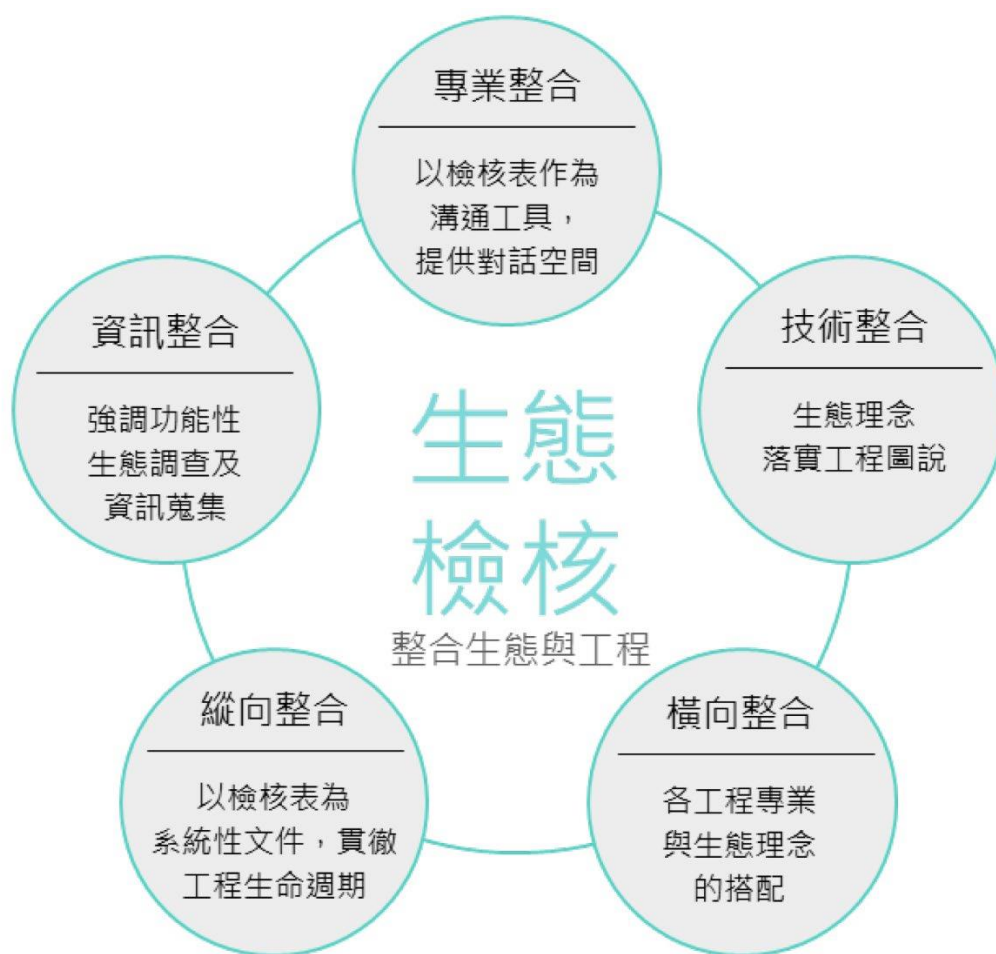 專業整合
以檢核表作為
溝通工具，
提供對話空間
資訊整合
強調功能性
生態調查及
資訊蒐集
技術整合
生態理念
落實工程圖說
生態
檢核
整合生態與工程
縱向整合
以檢核表為
系統性文件，貫徹
工程生命週期
橫向整合
各工程專業
與生態理念
的搭配